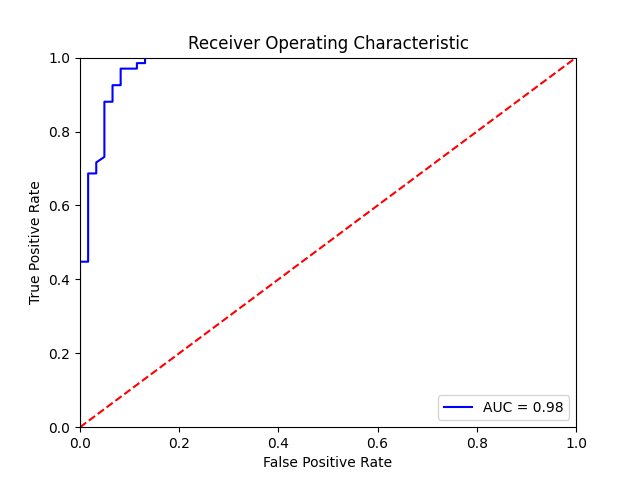 Receiver Operating Characteristic
1.0
0.8
0.6
0.4
0.2
0.0
True Positive Rate
AUC = 0.98
0.0 0.2 0.4 0.6 0.8 1.0
False Positive Rate